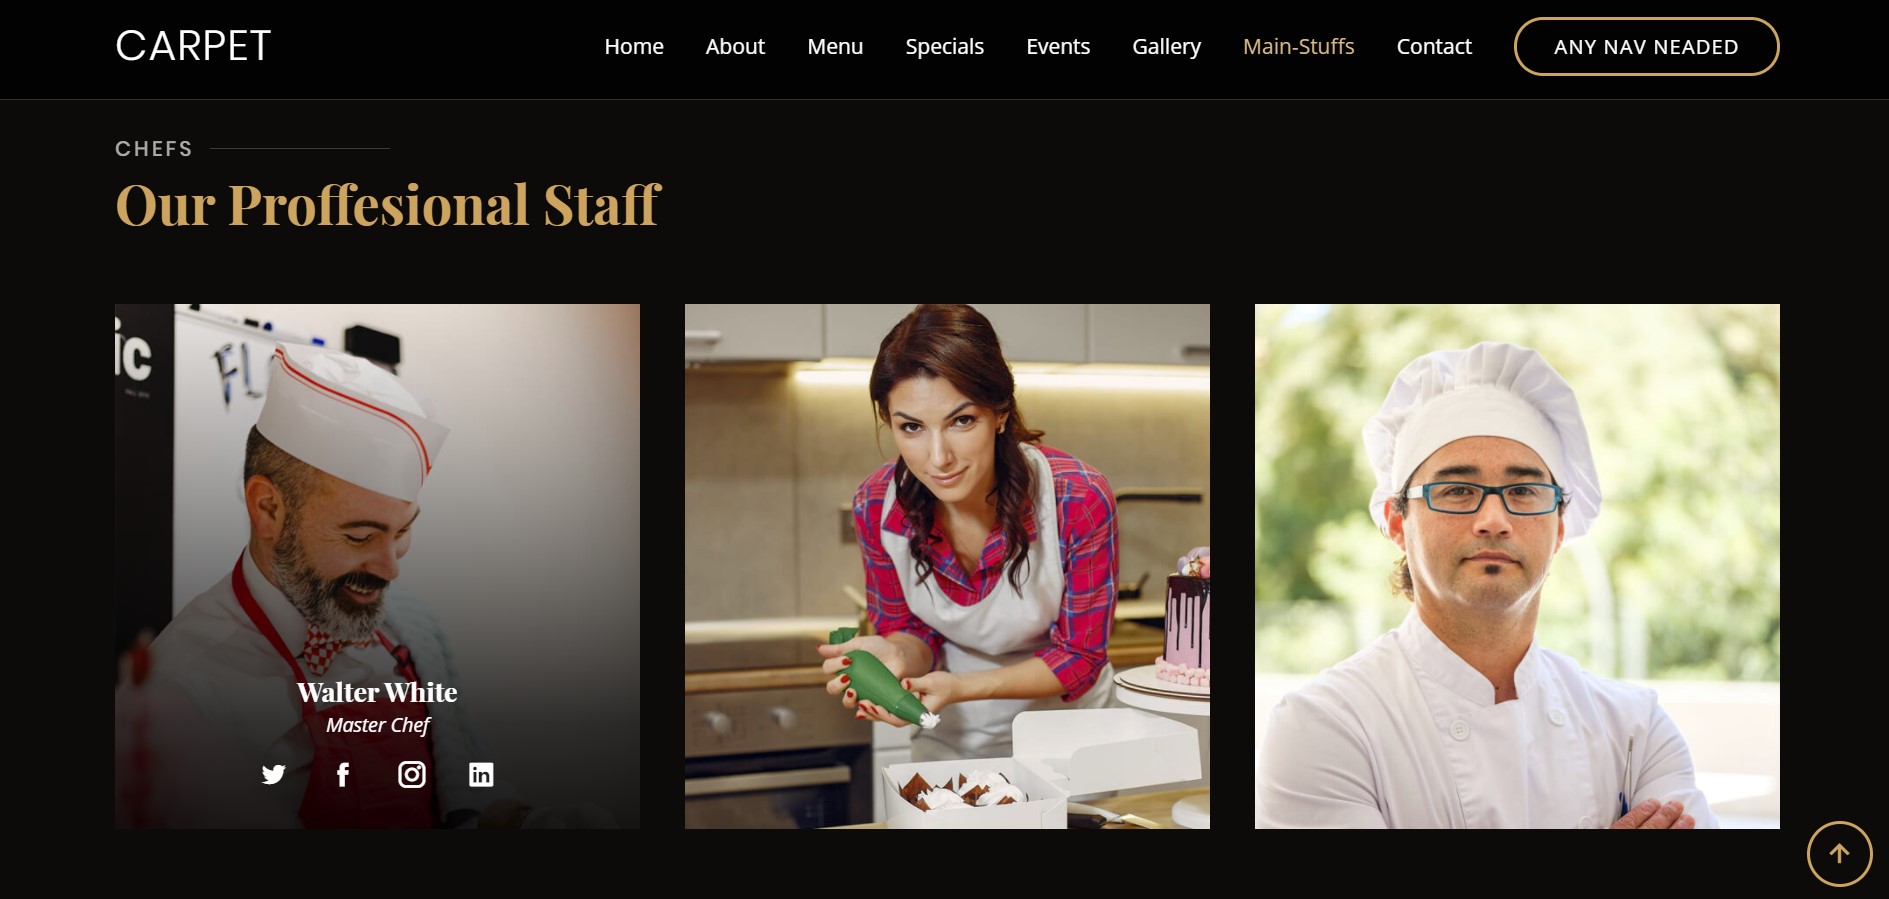 CARPET
Home About Menu Specials Events Gallery Main-Stuffs Contact ANY NAV NEADED
CHEFS
Our Proffesional Staff
ic
FL
Walter White
Master Chef